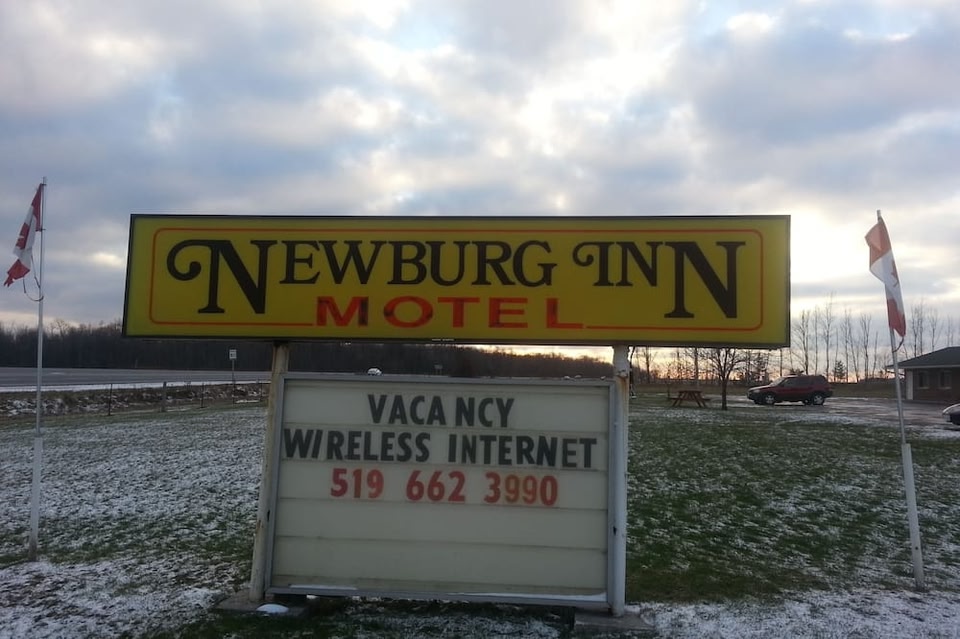 NEWBURG INN
MOTEL
VACANCY
WIRELESS INTERNET
519 662 3990